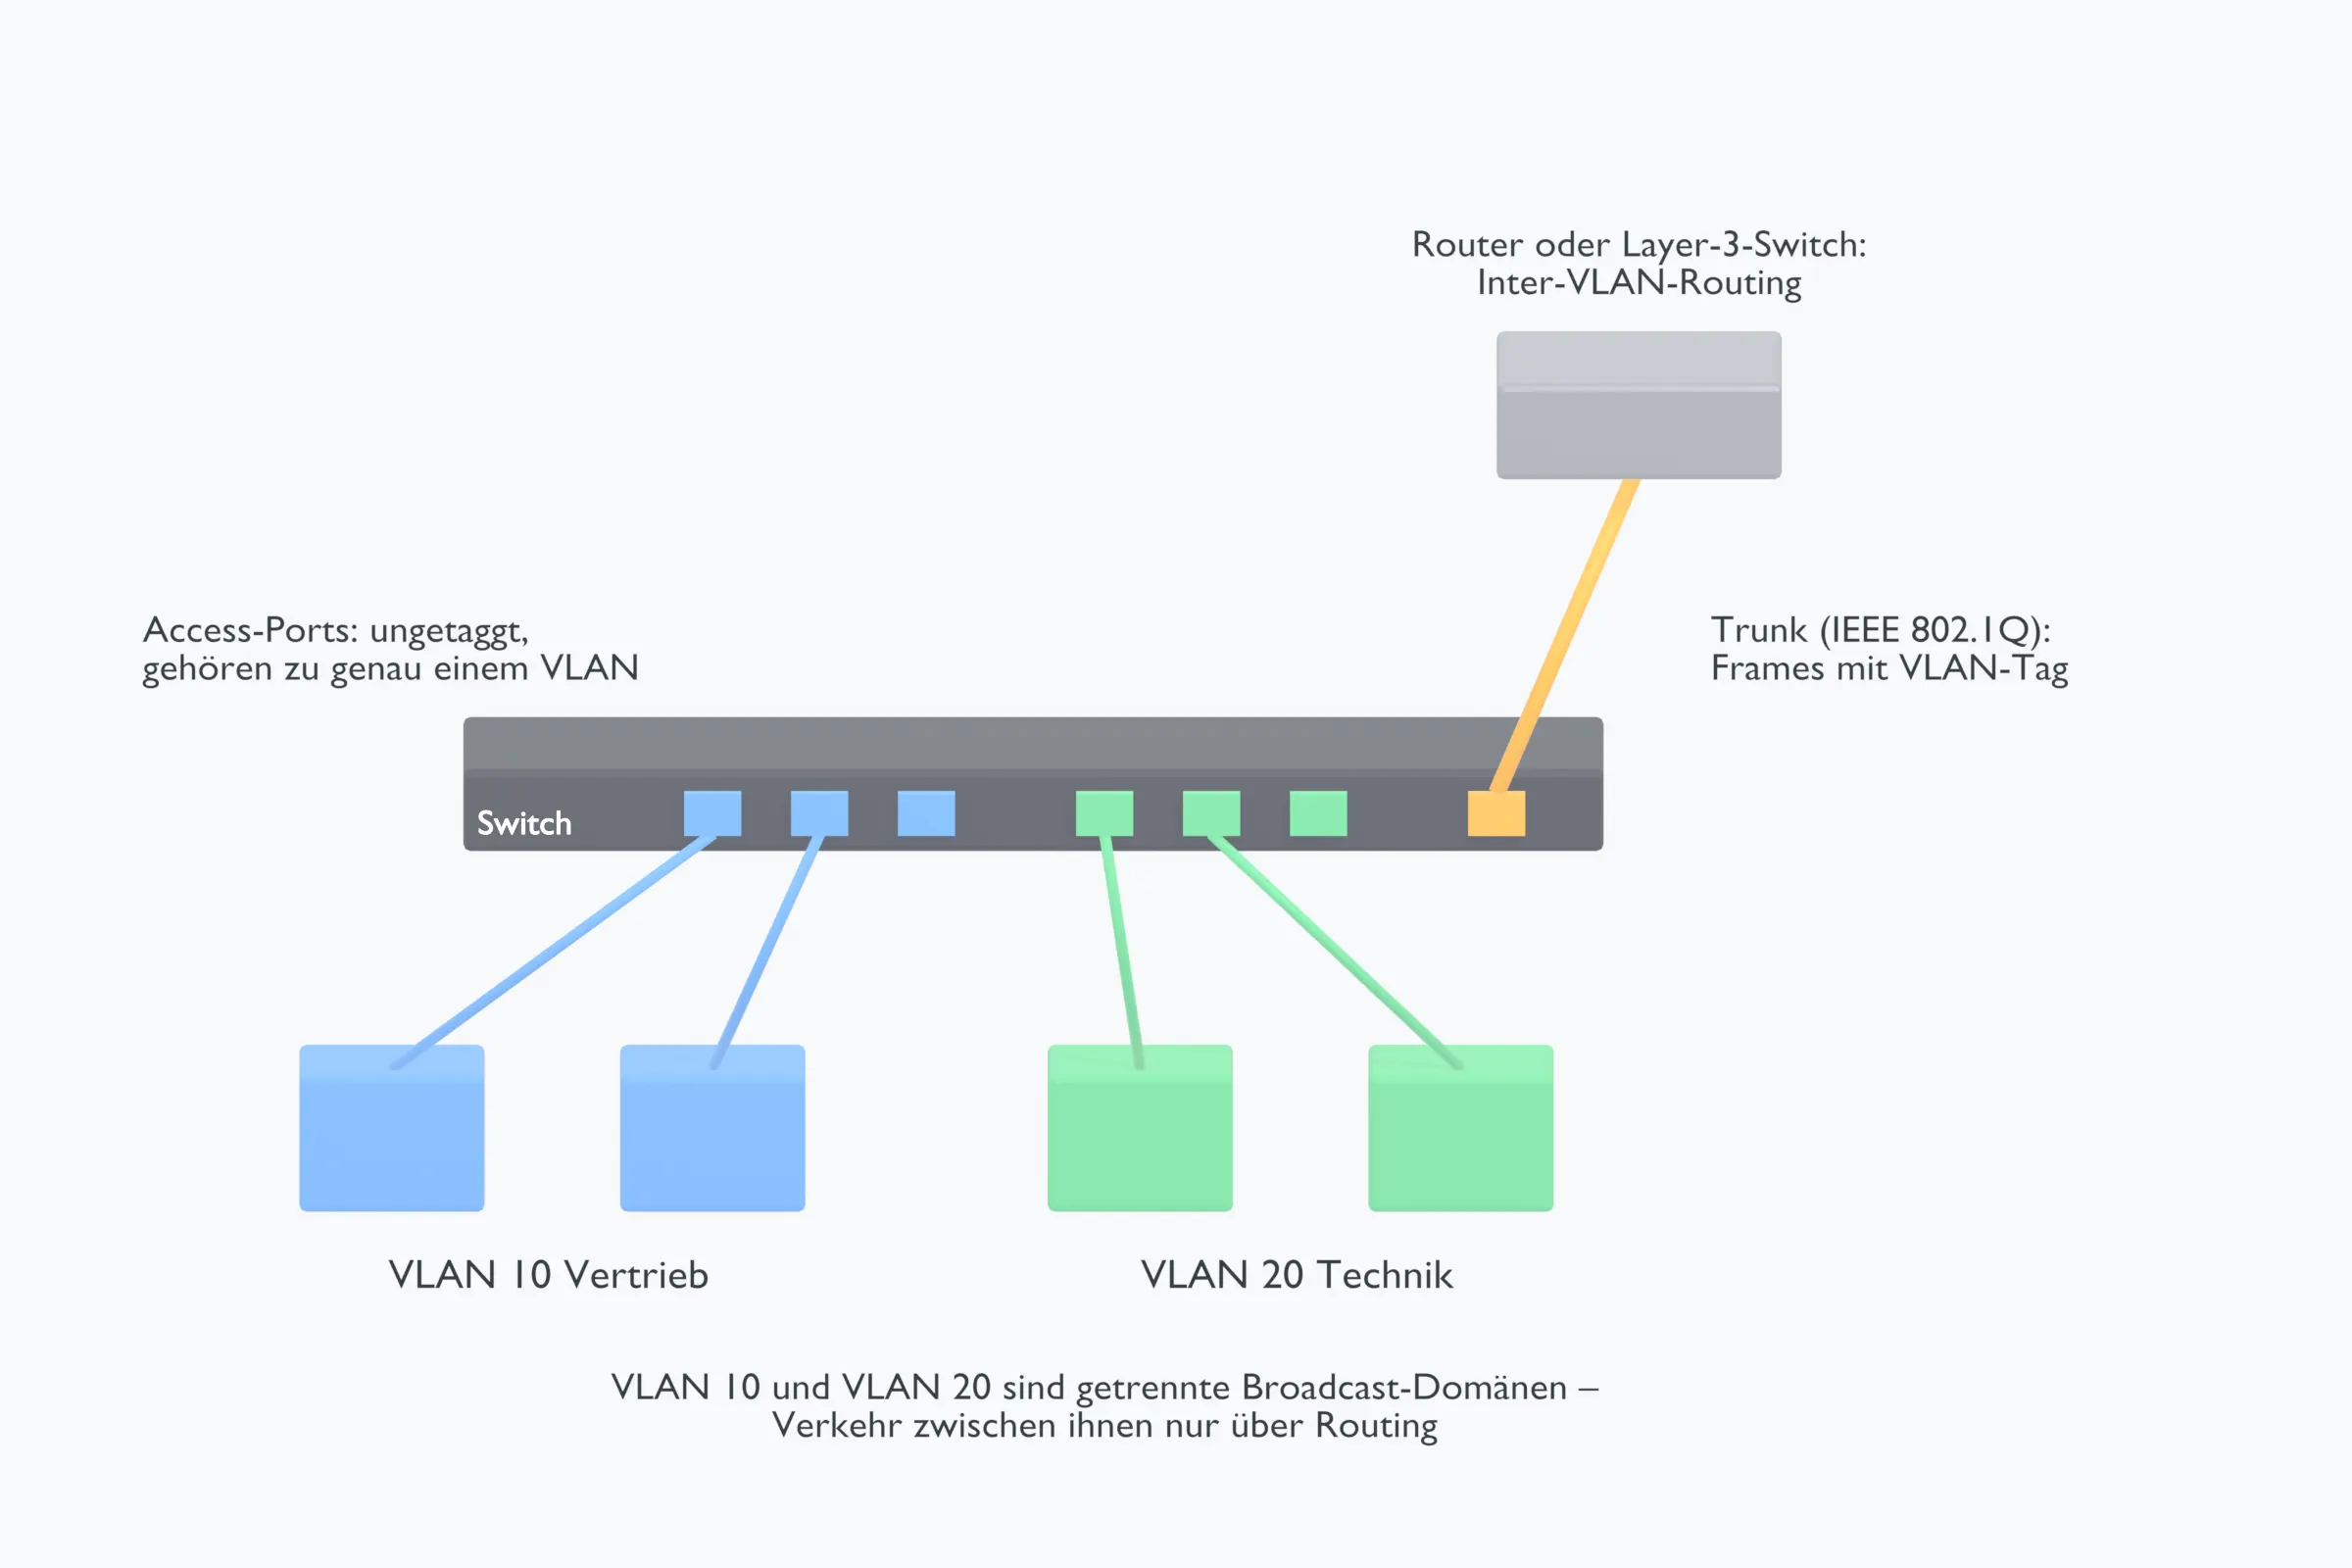 Router oder Layer-3-Switch:
Inter-VLAN-Routing
Access-Ports: ungetaggt,
gehören zu genau einem VLAN
Trunk (IEEE 802.1Q):
Frames mit VLAN-Tag
Switch
VLAN 10 Vertrieb
VLAN 20 Technik
VLAN 10 und VLAN 20 sind getrennte Broadcast-Domänen –
Verkehr zwischen ihnen nur über Routing